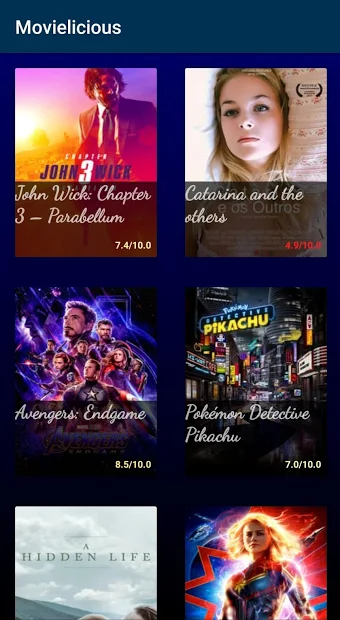 Movielicious
CHAPTER
3
JOHN WICK
John Wick: Chapter
3 – Parabellum
7.4/10.0
Catarina and the
others
e os Outros
4.9/10.0
Avengers: Endgame
AVENGERS
8.5/10.0
POKÉMON
DETECTIVE
PIKACHU
Pokémon Detective
Pikachu
7.0/10.0
A
HIDDEN LIFE